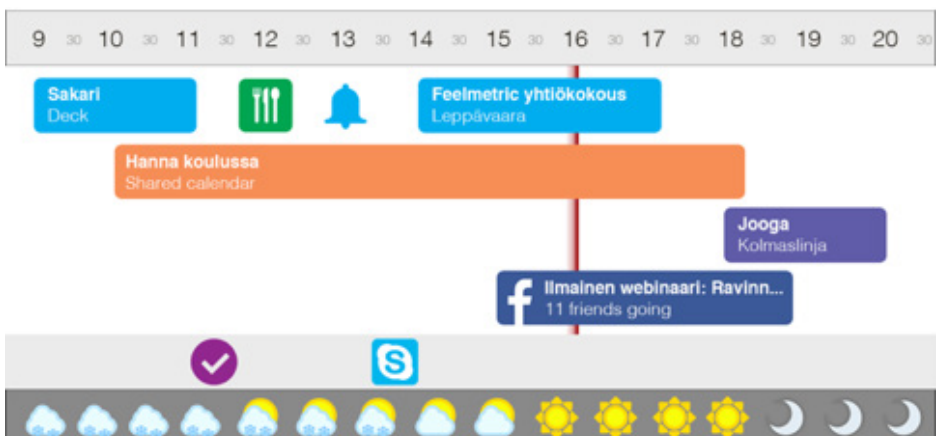 9 30 10 30 11 30 12 30 13 30 14 30 15 30 16 30 17 30 18 30 19 30 20 30
Sakari
Deck
Feelmetric yhtiökokous
Leppävaara
Hanna koulussa
Shared calendar
Jooga
Kolmaslinja
Ilmainen webinaari: Ravinn...
11 friends going